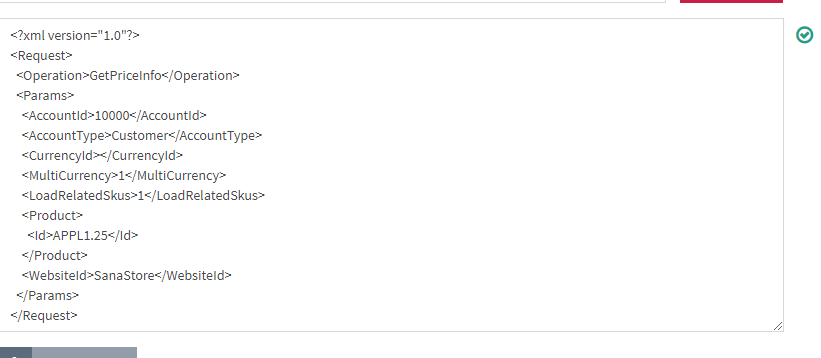 <?xml version="1.0"?>
<Request>
<Operation>GetPriceInfo</Operation>
<Params>
<AccountId>10000</AccountId>
<AccountType>Customer</AccountType>
<CurrencyId></CurrencyId>
<MultiCurrency>1</MultiCurrency>
<LoadRelatedSkus>1</LoadRelatedSkus>
<Product>
<Id>APPL1.25</Id>
</Product>
<WebsiteId>SanaStore</WebsiteId>
</Params>
</Request>